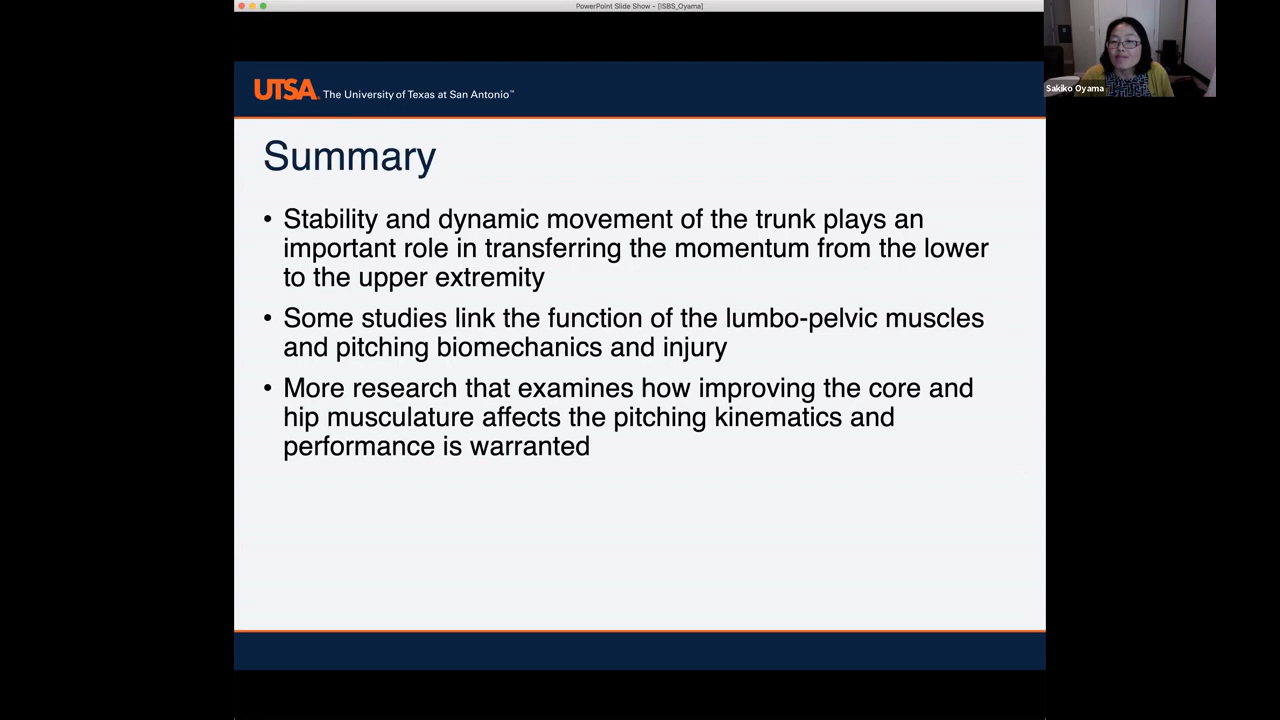 PowerPoint Slide Show - [ISBS_Oyama]
Sakiko Oyama
UTSA. The University of Texas at San Antonio™
Summary
• Stability and dynamic movement of the trunk plays an
important role in transferring the momentum from the lower
to the upper extremity
• Some studies link the function of the lumbo-pelvic muscles
and pitching biomechanics and injury
• More research that examines how improving the core and
hip musculature affects the pitching kinematics and
performance is warranted